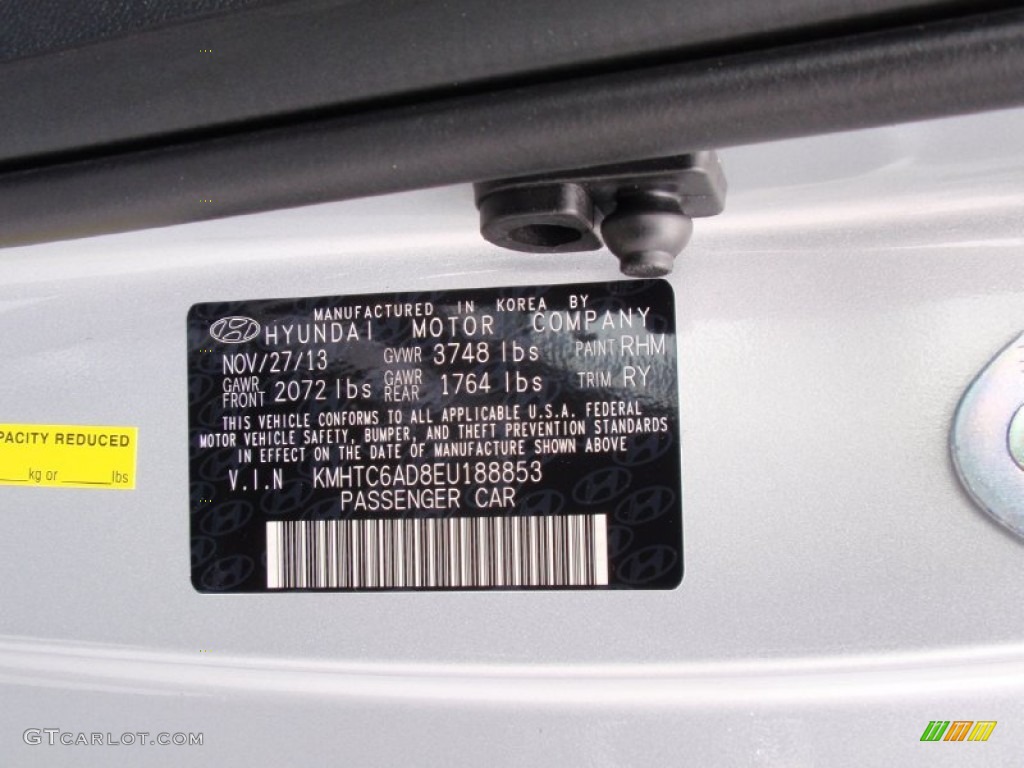 MANUFACTURED IN KOREA BY
HYUNDAI MOTOR COMPANY
NOV/27/13 GVWR 3748 lbs PAINT RHM
GAWR FRONT 2072 lbs GAWR REAR 1764 lbs TRIM RY
THIS VEHICLE CONFORMS TO ALL APPLICABLE U.S.A. FEDERAL
MOTOR VEHICLE SAFETY, BUMPER, AND THEFT PREVENTION STANDARDS
IN EFFECT ON THE DATE OF MANUFACTURE SHOWN ABOVE
V.I.N KMHTC6AD8EU188853
PASSENGER CAR
REDUCED
kg or lbs
GTCARLOT.COM